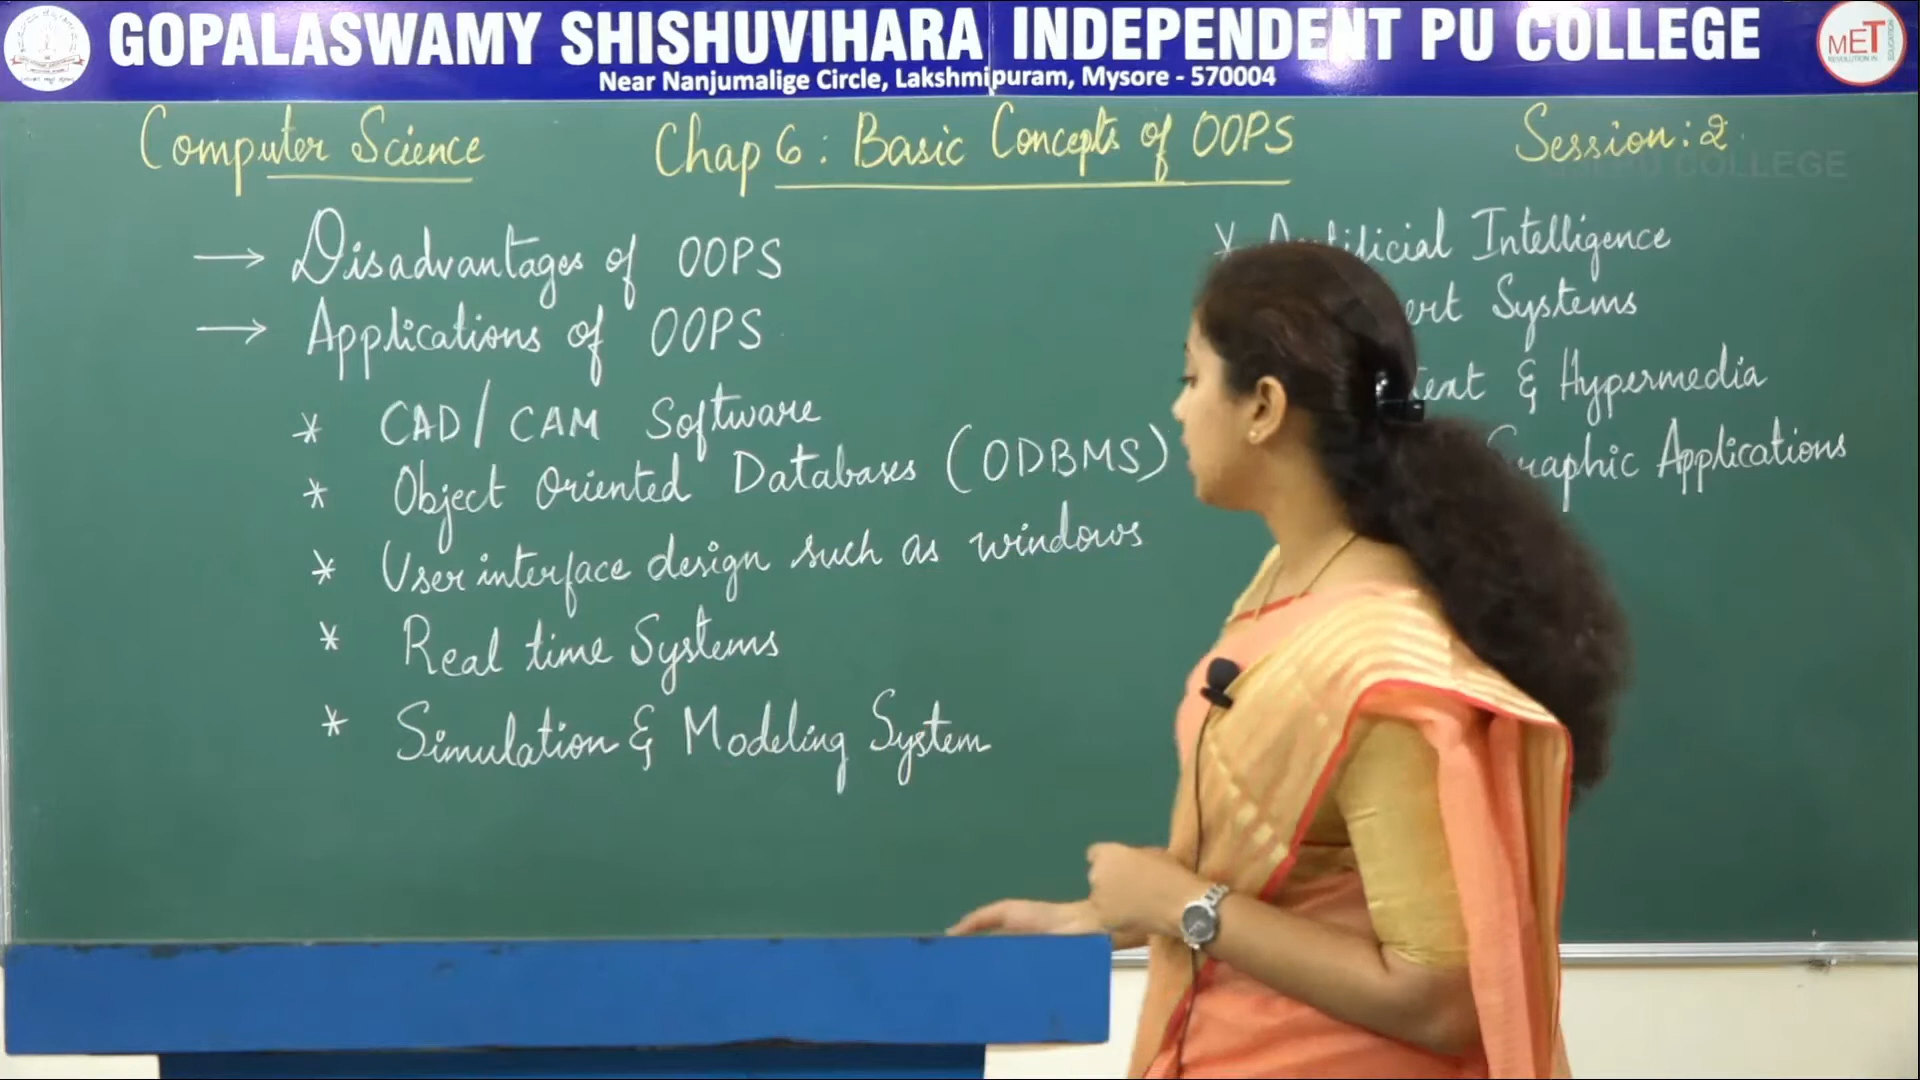 GOPALASWAMY SHISHUVIHARA INDEPENDENT PU COLLEGE
Near Nanjumalige Circle, Lakshmipuram, Mysore - 570004
MET
Computer Science
Chap 6 : Basic Concepts of OOPS
Session: 2
PU COLLEGE
→ Disadvantages of OOPS
→ Applications of OOPS
* CAD/CAM Software
* Object Oriented Databases (ODBMS)
* User interface design such as windows
* Real time Systems
* Simulation & Modeling System
Intelligence
Systems
& Hypermedia
Applications